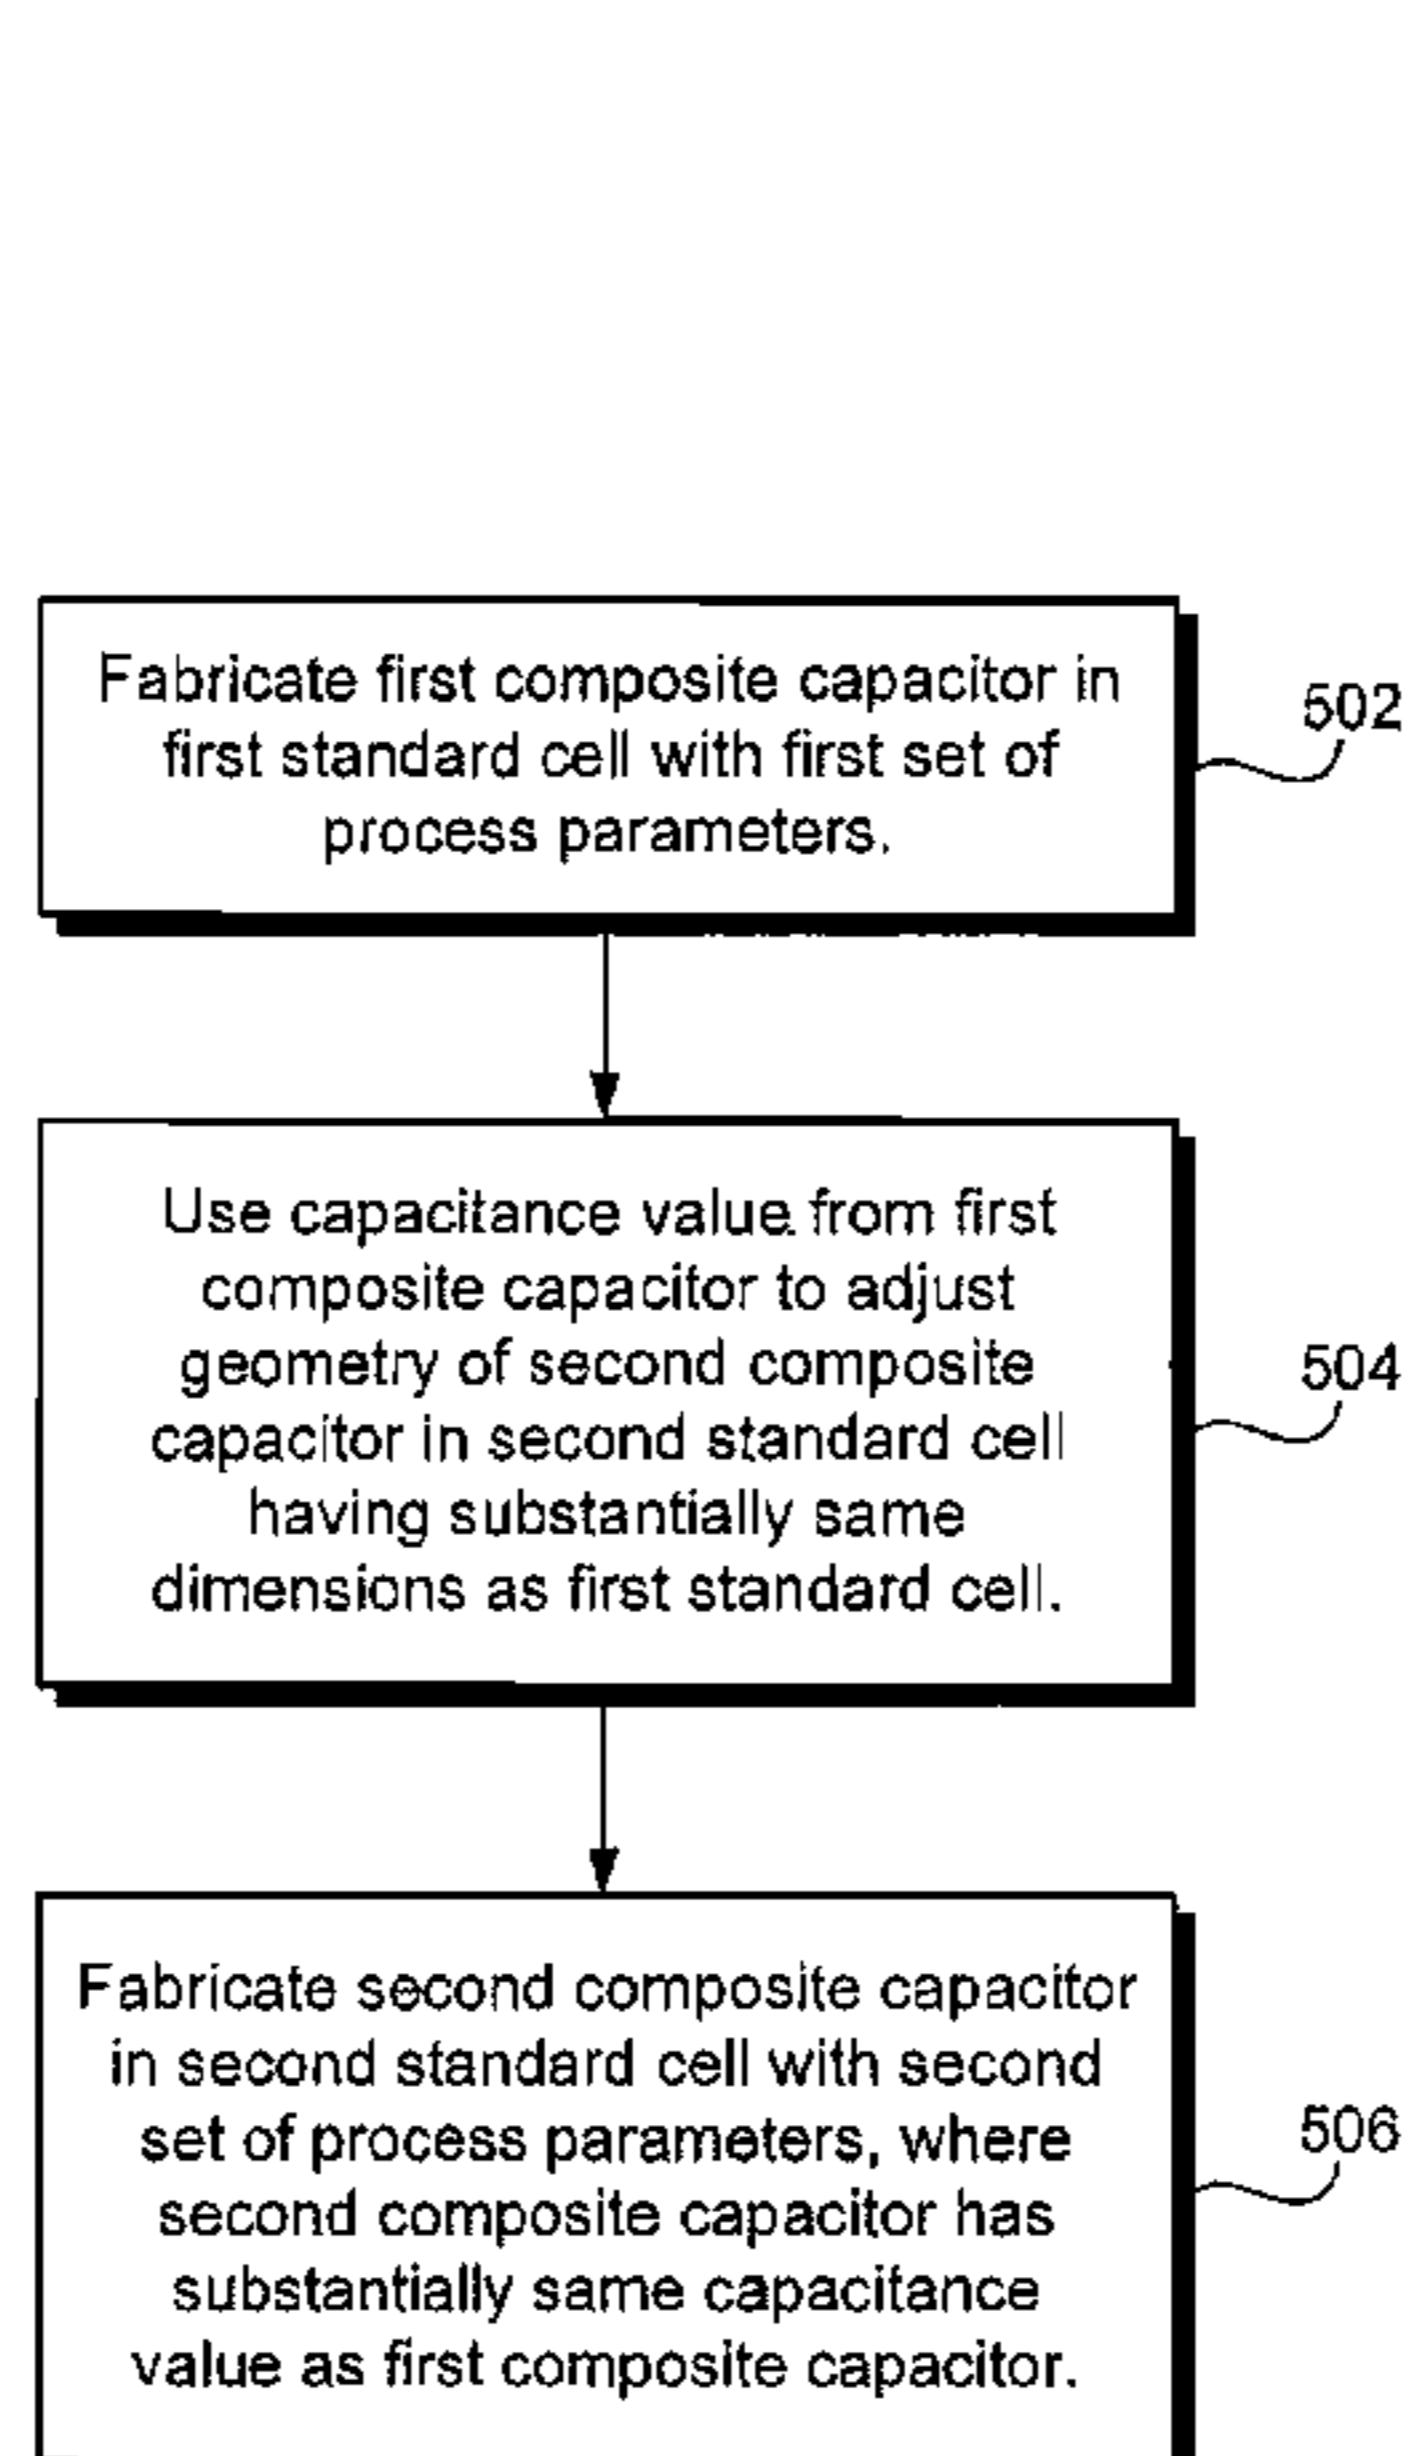 Fabricate first composite capacitor in
first standard cell with first set of
process parameters.
502
Use capacitance value from first
composite capacitor to adjust
geometry of second composite
capacitor in second standard cell
having substantially same
dimensions as first standard cell.
504
Fabricate second composite capacitor
in second standard cell with second
set of process parameters, where
second composite capacitor has
substantially same capacitance
value as first composite capacitor.
506